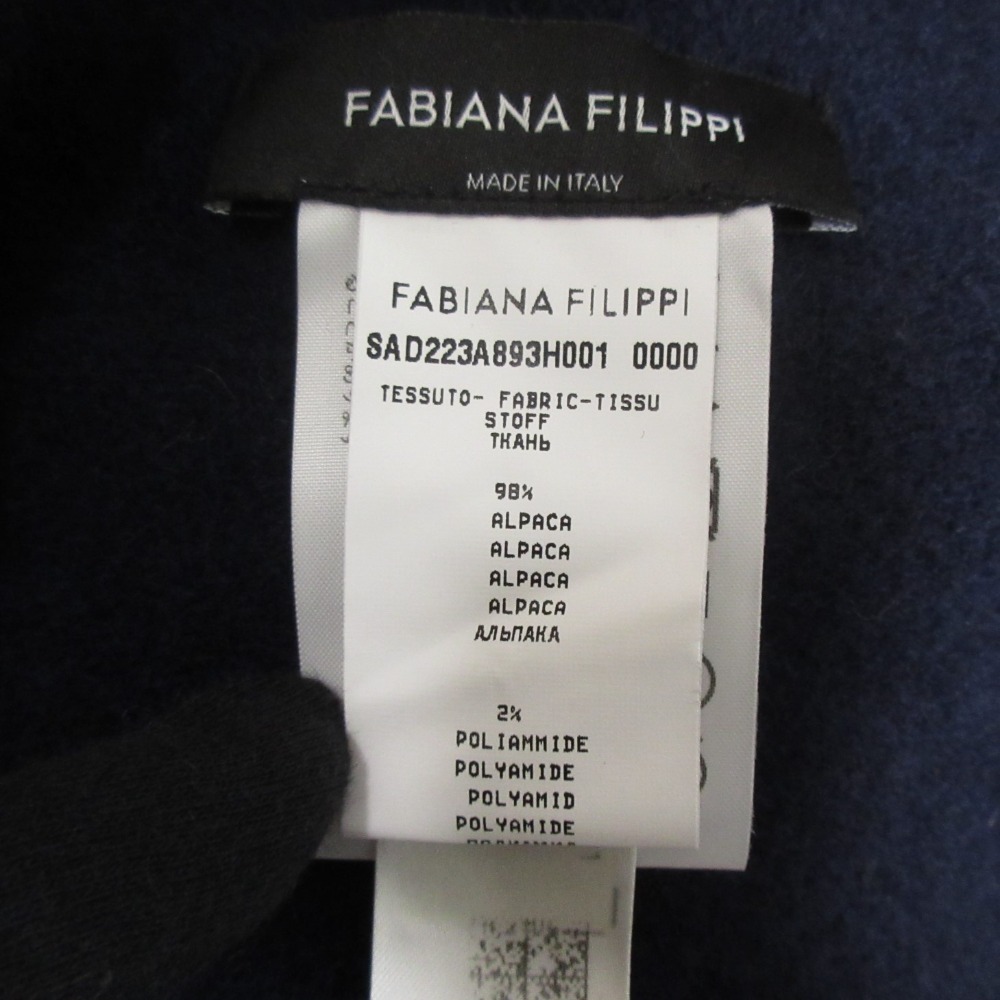 FABIANA FILIPPI
MADE IN ITALY
FABIANA FILIPPI
SAD223A893H001 0000
TESSUTO- FABRIC-TISSU
STOFF
ТКАНЬ
98%
ALPACA
ALPACA
ALPACA
ALPACA
АЛЬПАКА
2%
POLIAMMIDE
POLYAMIDE
POLYAMID
POLYAMIDE